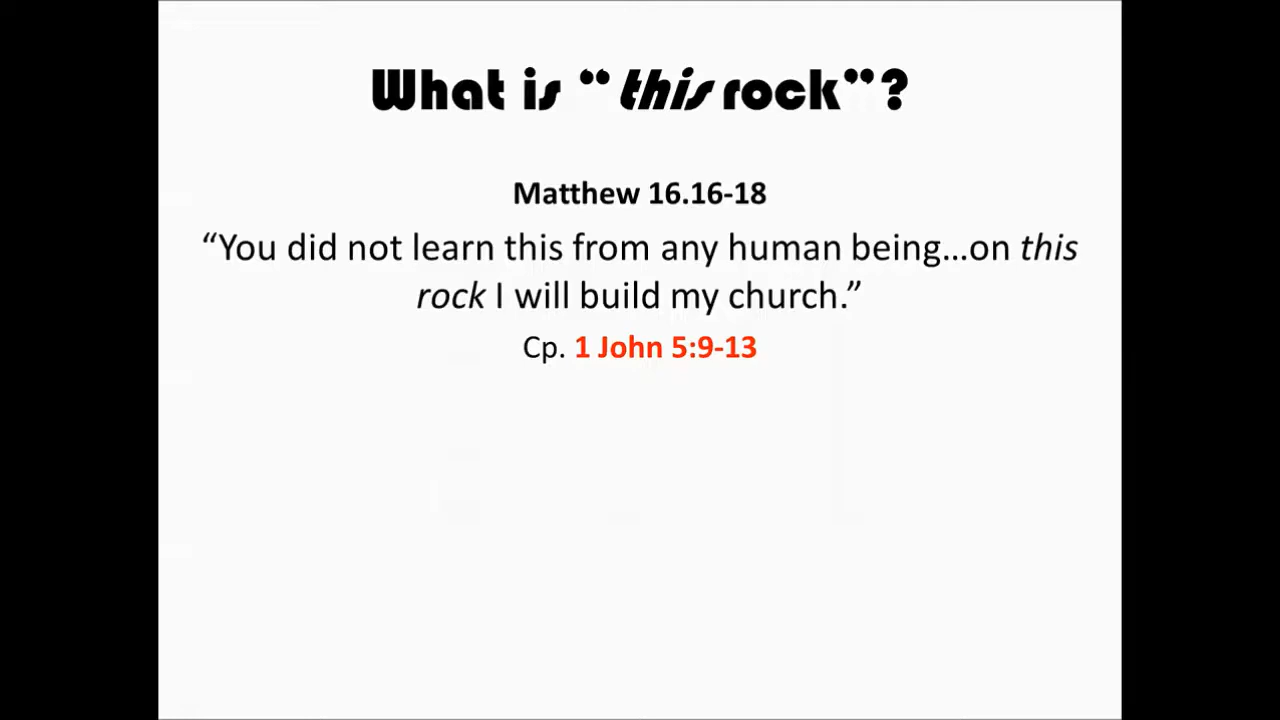 What is “this rock”?
Matthew 16.16-18
“You did not learn this from any human being…on this
rock I will build my church.”
Cp. 1 John 5:9-13